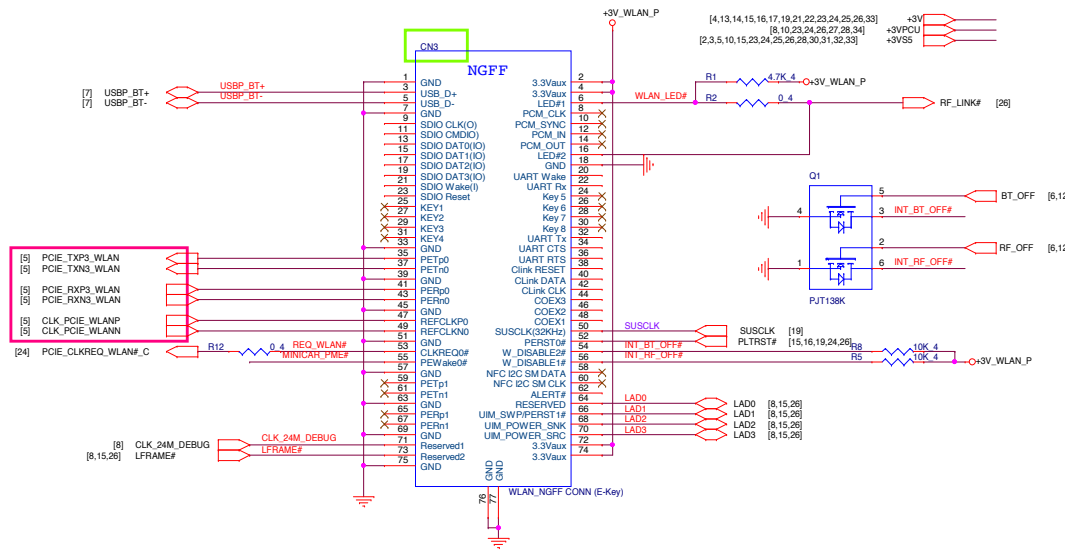 +3V_WLAN_P
[4,13,14,15,16,17,19,21,22,23,24,25,26,33] +3V
[8,10,23,24,26,27,28,34] +3VPCU
[2,3,5,10,15,23,24,25,26,28,30,31,32,33] +3VS5
CN3
NGFF
1 GND
3 USB_D+
5 USB_D-
7 GND
9 SDIO CLK(O)
11 SDIO CMDIO)
13 SDIO DAT0(IO)
15 SDIO DAT1(IO)
17 SDIO DAT2(IO)
19 SDIO DAT3(IO)
21 SDIO Wake(I)
23 SDIO Reset
25 KEY1
27 KEY2
29 KEY3
31 KEY4
33 GND
35 PETp0
37 PETn0
39 GND
41 PERp0
43 PERn0
45 GND
47 REFCLKP0
49 REFCLKN0
51 GND
53 CLKREQ0#
55 PEWake0#
57 GND
59 PETp1
61 PETn1
63 GND
65 PERp1
67 PERn1
69 GND
71 Reserved1
73 Reserved2
75 GND
3.3Vaux 2
3.3Vaux 4
LED#1 6
PCM_CLK 8
PCM_SYNC 10
PCM_IN 12
PCM_OUT 14
LED#2 16
GND 18
UART Wake 20
UART Rx 22
Key 5 24
Key 6 26
Key 7 28
Key 8 30
UART Tx 32
UART CTS 34
UART RTS 36
Clink RESET 38
CLink DATA 40
CLink CLK 42
COEX3 44
COEX2 46
COEX1 48
SUSCLK(32KHz) 50
PERST0# 52
W_DISABLE2# 54
W_DISABLE1# 56
NFC I2C SM DATA 58
NFC I2C SM CLK 60
ALERT# 62
RESERVED 64
UIM_SWP/PERST1# 66
UIM_POWER_SNK 68
UIM_POWER_SRC 70
3.3Vaux 72
3.3Vaux 74
GND 76
GND 77
WLAN_NGFF CONN (E-Key)
[7] USBP_BT+ USBP_BT+
[7] USBP_BT- USBP_BT-
[5] PCIE_TXP3_WLAN
[5] PCIE_TXN3_WLAN
[5] PCIE_RXP3_WLAN
[5] PCIE_RXN3_WLAN
[5] CLK_PCIE_WLANP
[5] CLK_PCIE_WLANN
[24] PCIE_CLKREQ_WLAN#_C R12 0_4 REQ_WLAN#
MINICAR_PME#
[8] CLK_24M_DEBUG CLK_24M_DEBUG
[8,15,26] LFRAME# LFRAME#
R1 4.7K_4 +3V_WLAN_P
WLAN_LED# R2 0_4 RF_LINK# [26]
Q1
5 BT_OFF [6,12
4 3 INT_BT_OFF#
2 RF_OFF [6,12
1 6 INT_RF_OFF#
PJT138K
SUSCLK SUSCLK [19]
PLTRST# [15,16,19,24,26]
INT_BT_OFF# R8 10K_4
INT_RF_OFF# R5 10K_4 +3V_WLAN_P
LAD0 LAD0 [8,15,26]
LAD1 LAD1 [8,15,26]
LAD2 LAD2 [8,15,26]
LAD3 LAD3 [8,15,26]